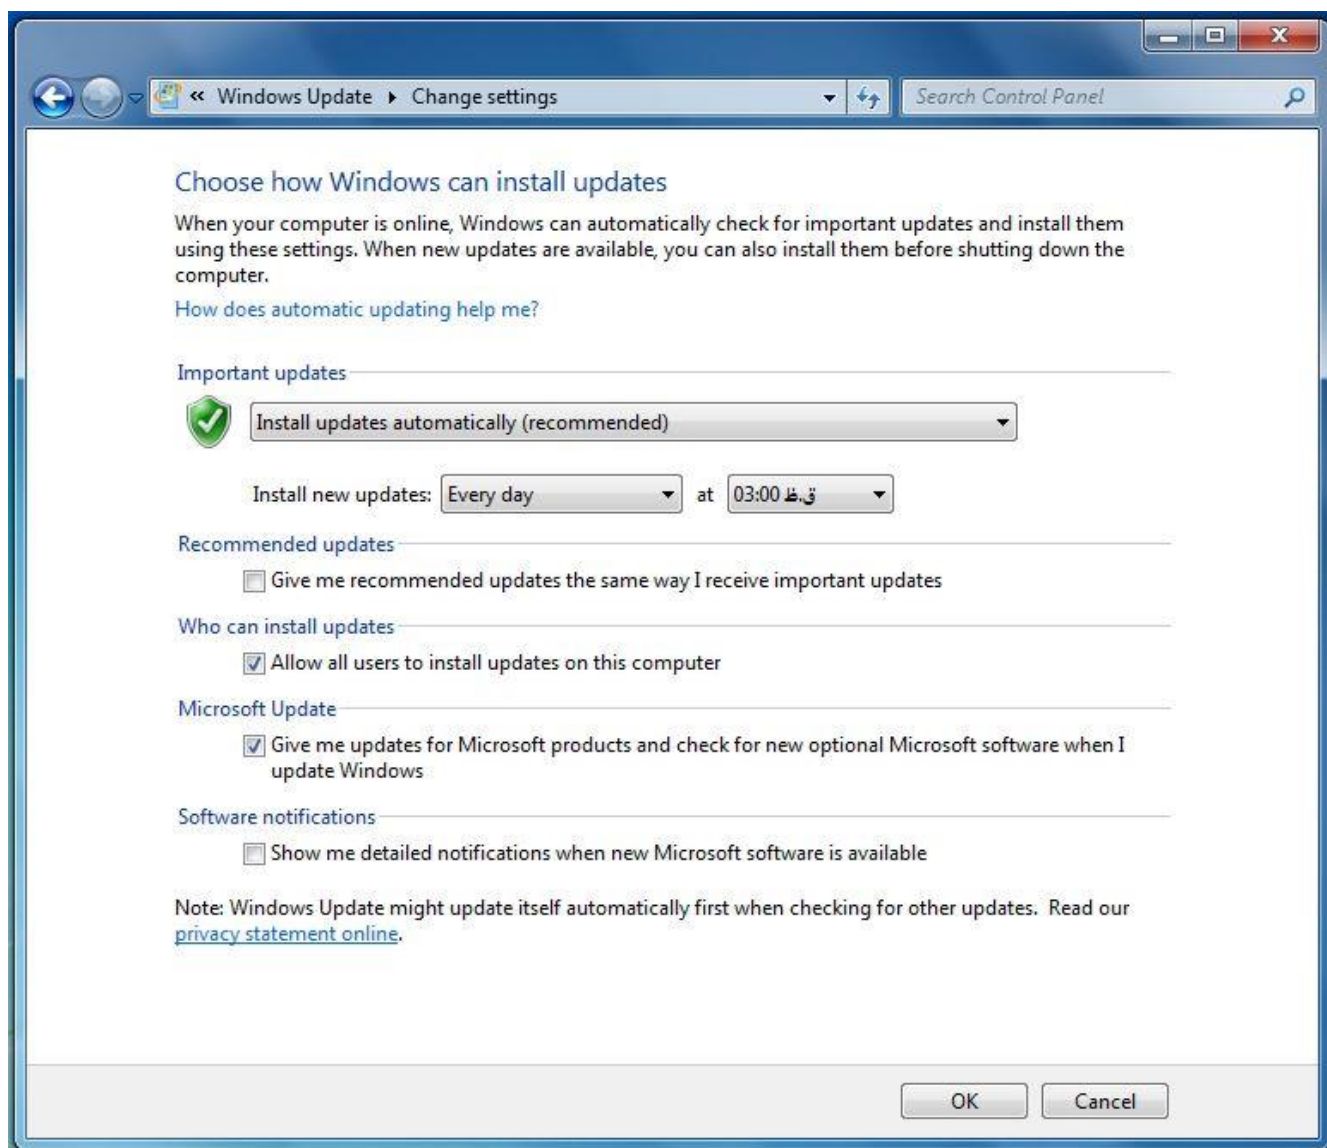 « Windows Update ▸ Change settings
Search Control Panel
Choose how Windows can install updates
When your computer is online, Windows can automatically check for important updates and install them
using these settings. When new updates are available, you can also install them before shutting down the
computer.
How does automatic updating help me?
Important updates
Install updates automatically (recommended)
Install new updates: Every day at 03:00 ق.ظ
Recommended updates
Give me recommended updates the same way I receive important updates
Who can install updates
Allow all users to install updates on this computer
Microsoft Update
Give me updates for Microsoft products and check for new optional Microsoft software when I
update Windows
Software notifications
Show me detailed notifications when new Microsoft software is available
Note: Windows Update might update itself automatically first when checking for other updates.  Read our
privacy statement online.
OK Cancel